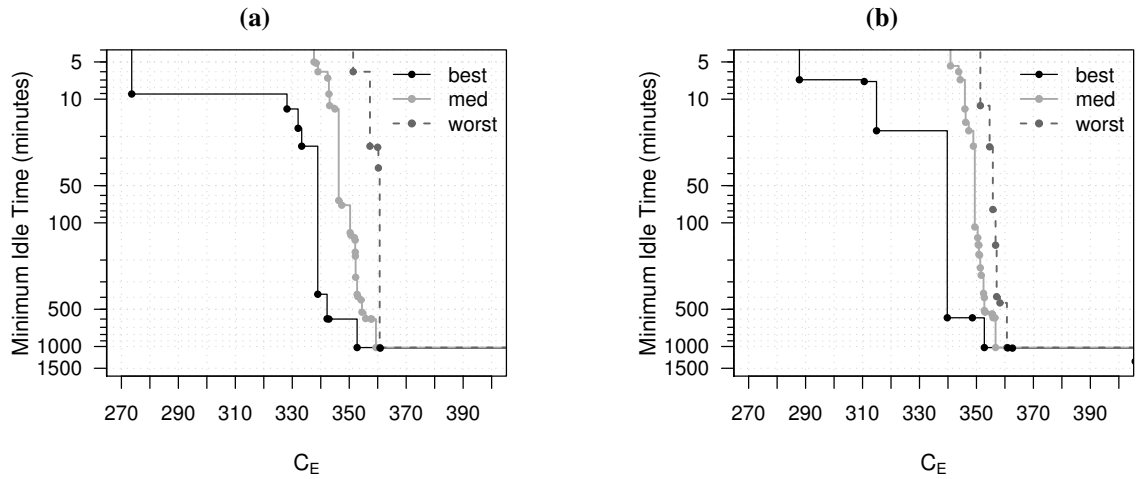 (a)
Minimum Idle Time (minutes)
5
10
50
100
500
1000
1500
best
med
worst
270 290 310 330 350 370 390
C_E
(b)
Minimum Idle Time (minutes)
5
10
50
100
500
1000
1500
best
med
worst
270 290 310 330 350 370 390
C_E